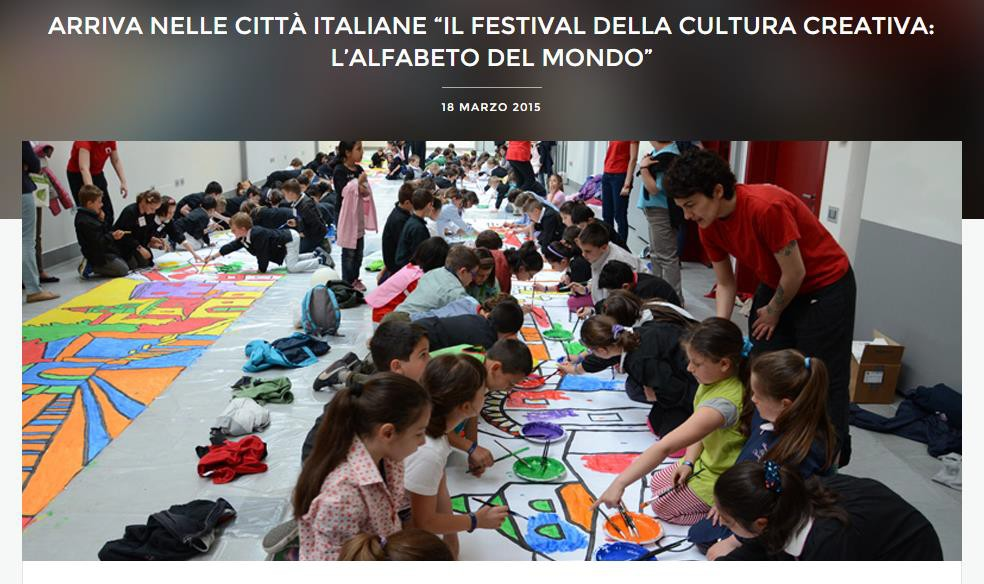 ARRIVA NELLE CITTÀ ITALIANE “IL FESTIVAL DELLA CULTURA CREATIVA:
L’ALFABETO DEL MONDO”
18 MARZO 2015